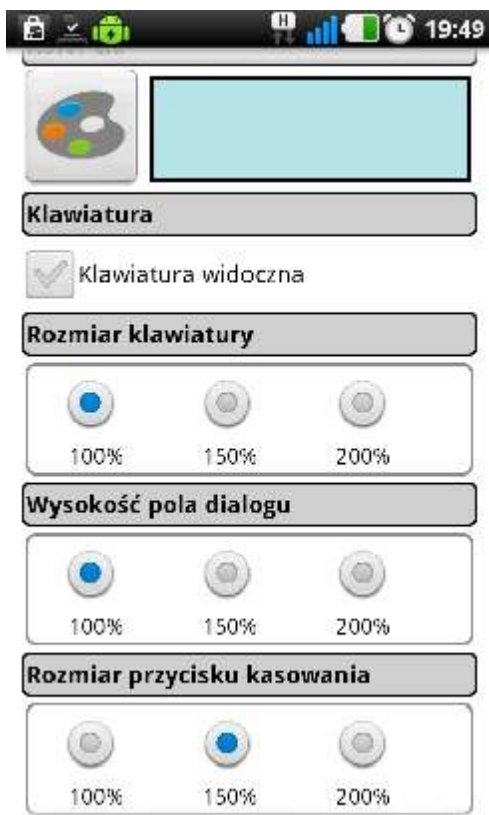 H
19:49
Klawiatura
Klawiatura widoczna
Rozmiar klawiatury
100% 150% 200%
Wysokość pola dialogu
100% 150% 200%
Rozmiar przycisku kasowania
100% 150% 200%